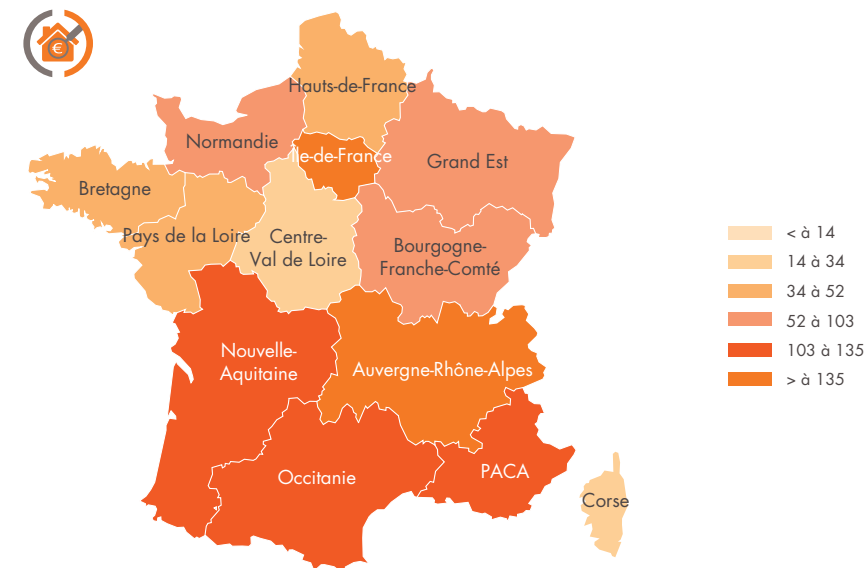 €
Hauts-de-France
Normandie
Ile-de-France
Grand Est
Bretagne
Pays de la Loire
Centre-
Val de Loire
Bourgogne-
Franche-Comté
Nouvelle-
Aquitaine
Auvergne-Rhône-Alpes
Occitanie
PACA
Corse
< à 14
14 à 34
34 à 52
52 à 103
103 à 135
> à 135